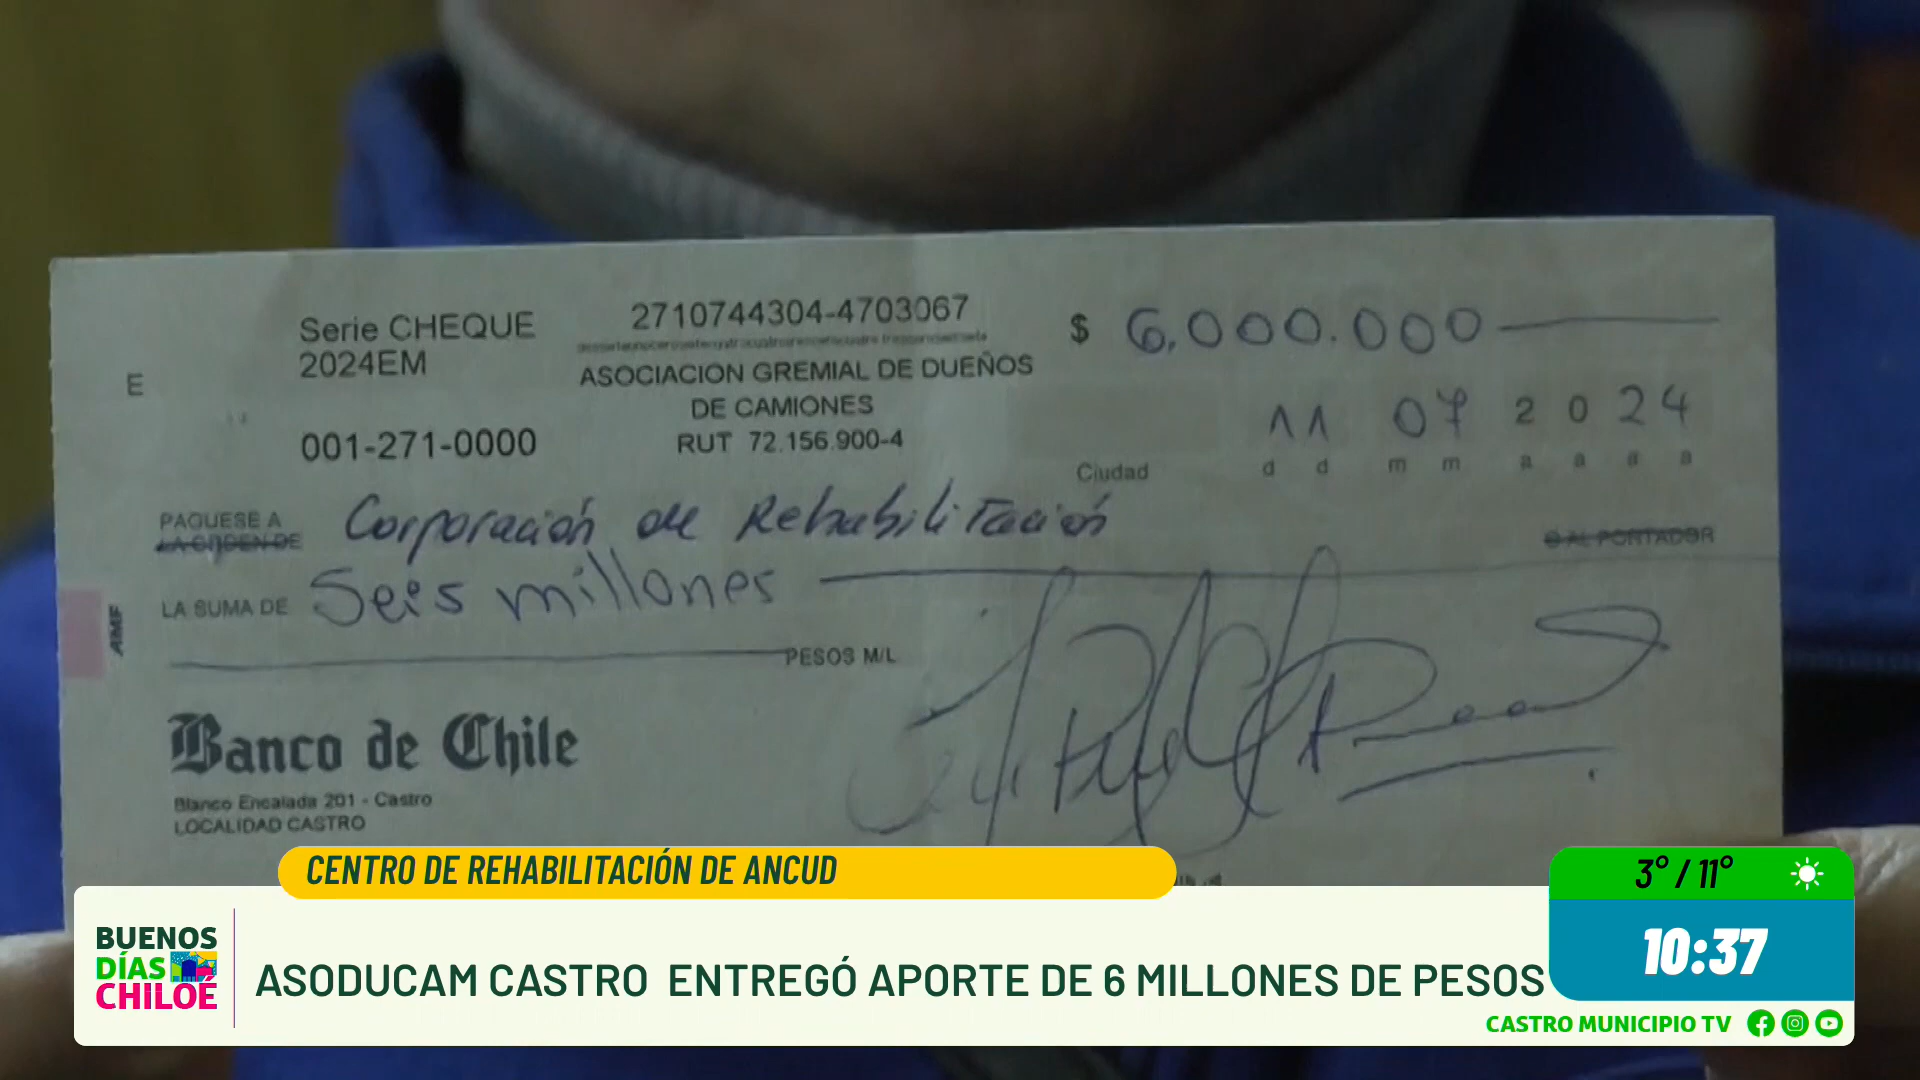 Serie CHEQUE
2024EM
E
001-271-0000
2710744304-4703067
ASOCIACION GREMIAL DE DUEÑOS
DE CAMIONES
RUT 72.156.900-4
$ 6.000.000
11 07 2024
Ciudad d d m m a a a a
PAGUESE A
LA ORDEN DE
Corporación de Rehabilitación
O AL PORTADOR
LA SUMA DE Seis millones
PESOS M/L
AMF
Banco de Chile
Blanco Encalada 201 - Castro
LOCALIDAD CASTRO
CENTRO DE REHABILITACIÓN DE ANCUD
3° / 11°
BUENOS
DÍAS
CHILOÉ
ASODUCAM CASTRO ENTREGÓ APORTE DE 6 MILLONES DE PESOS
10:37
CASTRO MUNICIPIO TV